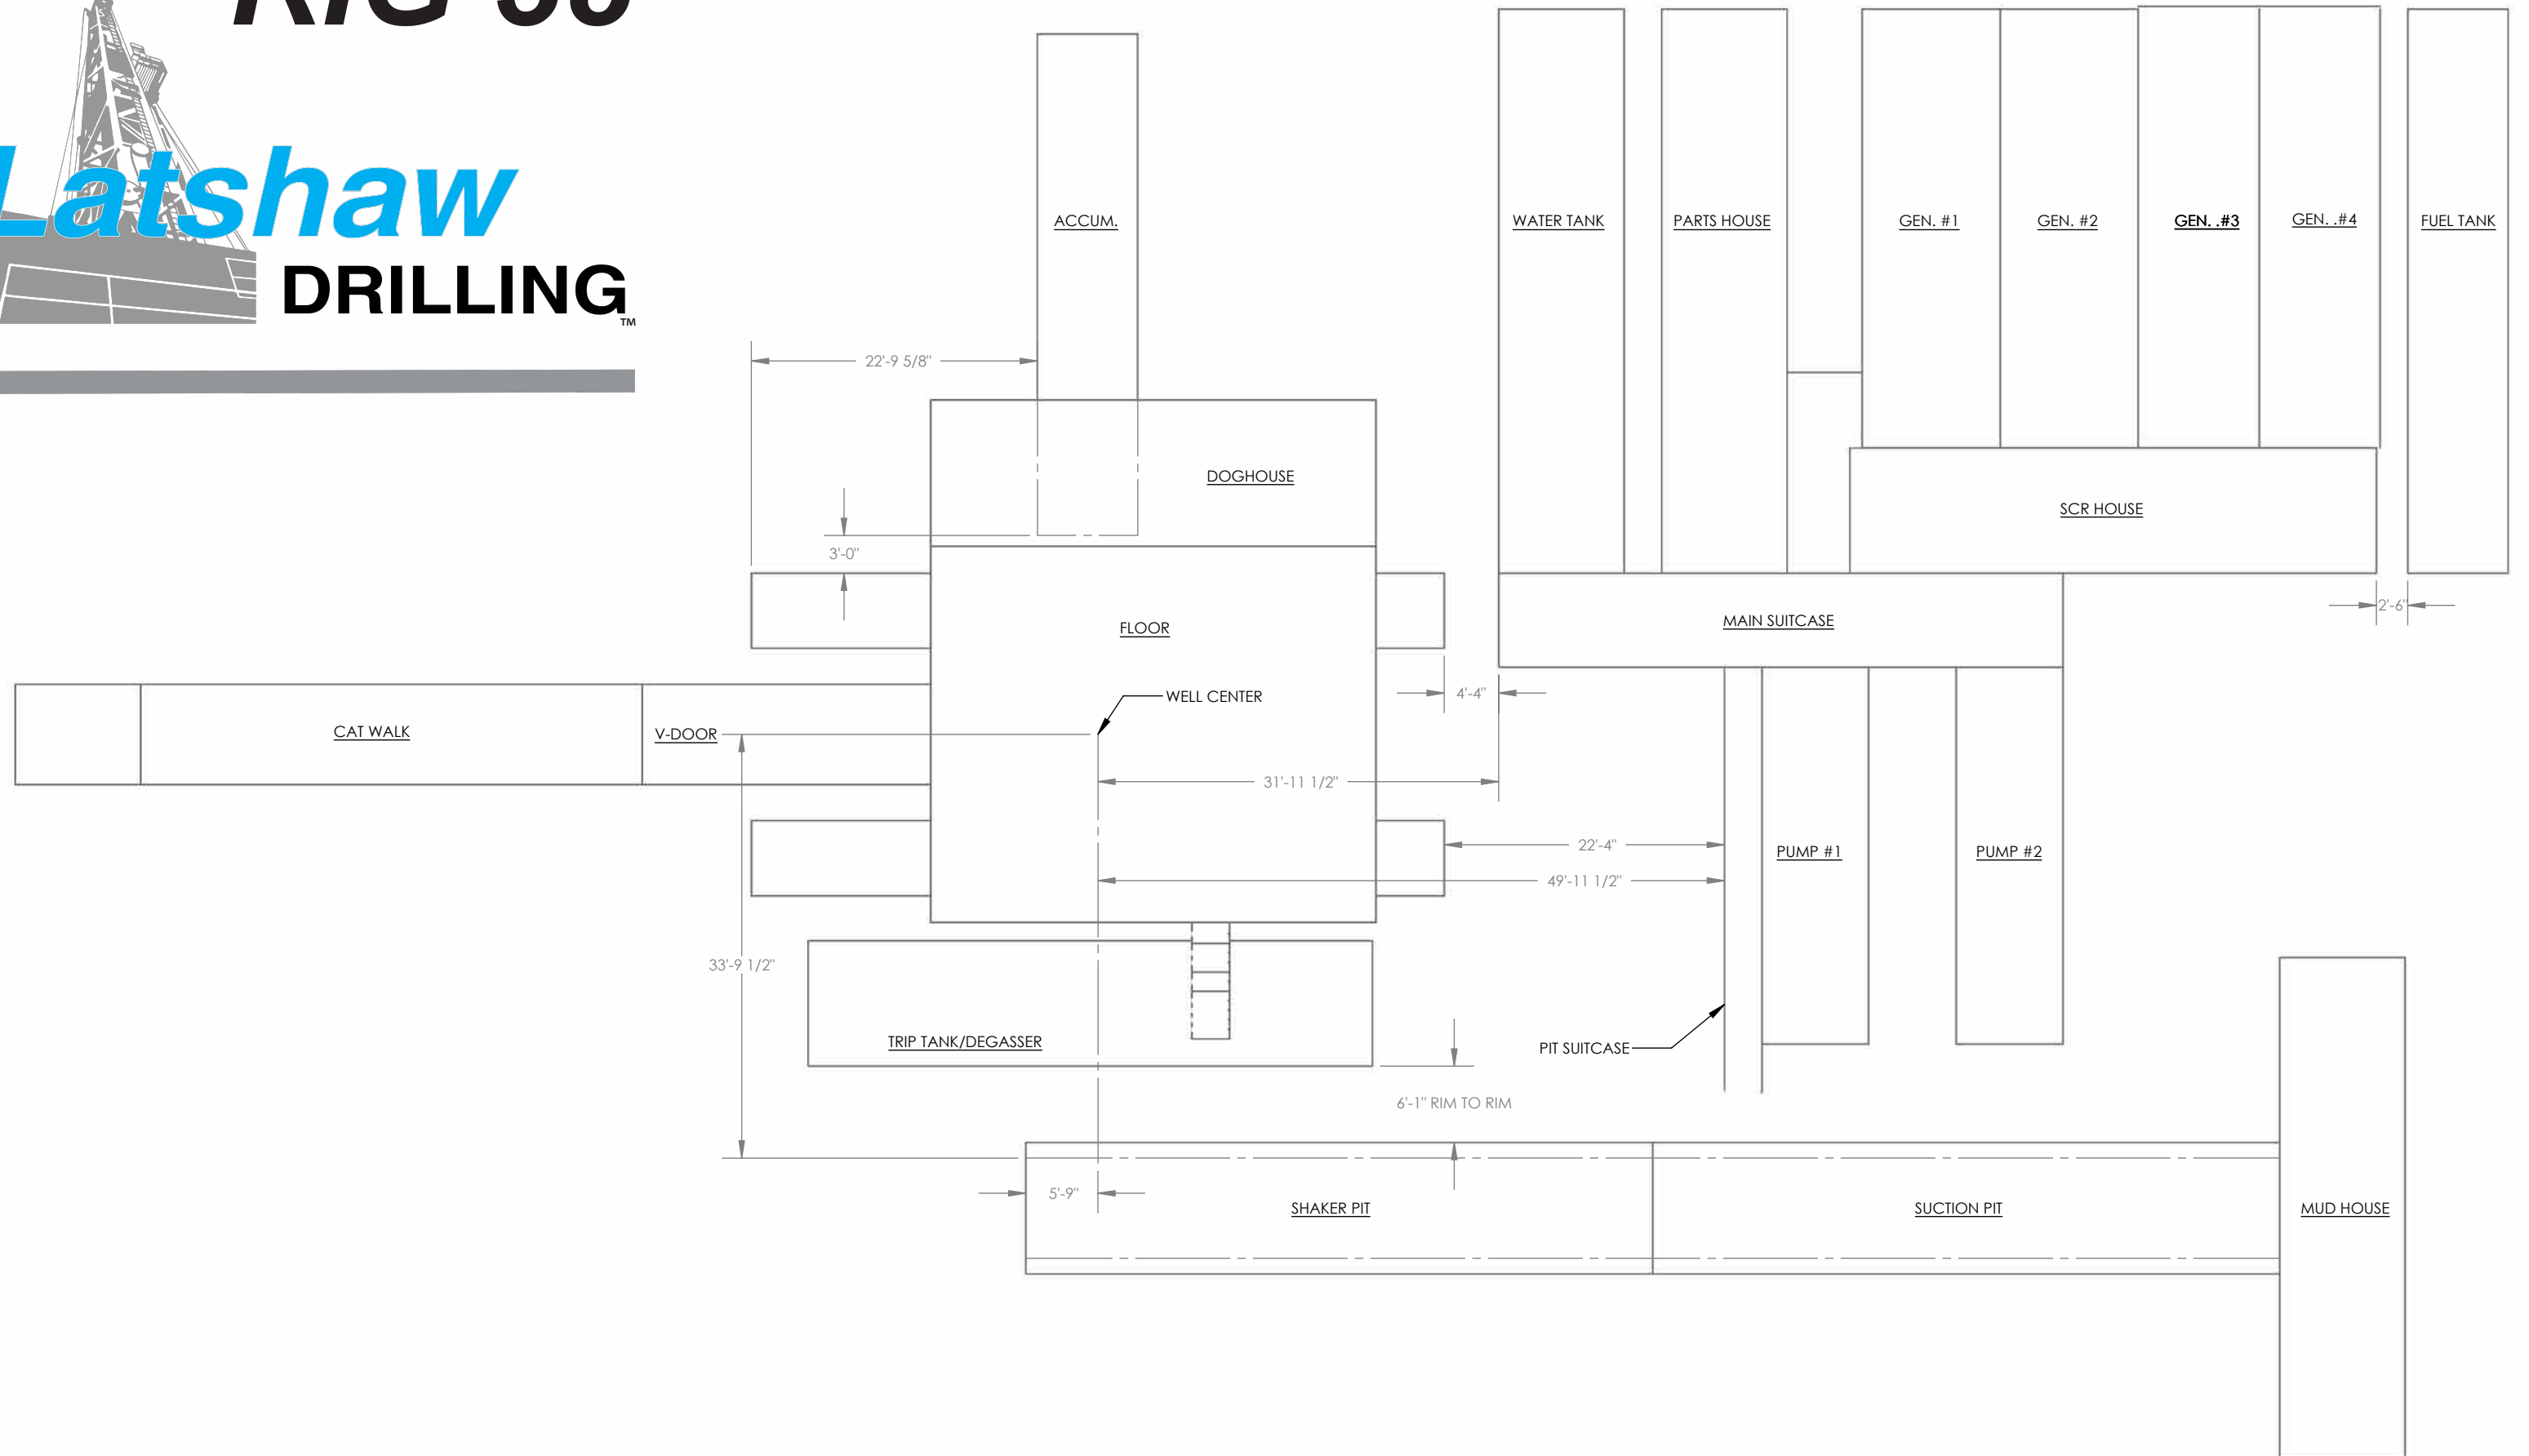 Latshaw
DRILLING
TM
ACCUM.
WATER TANK
PARTS HOUSE
GEN. #1
GEN. #2
GEN. .#3
GEN. .#4
FUEL TANK
22'-9 5/8"
DOGHOUSE
SCR HOUSE
3'-0"
2'-6"
FLOOR
MAIN SUITCASE
WELL CENTER
4'-4"
CAT WALK
V-DOOR
31'-11 1/2"
22'-4"
PUMP #1
PUMP #2
49'-11 1/2"
33'-9 1/2"
TRIP TANK/DEGASSER
PIT SUITCASE
6'-1" RIM TO RIM
5'-9"
SHAKER PIT
SUCTION PIT
MUD HOUSE